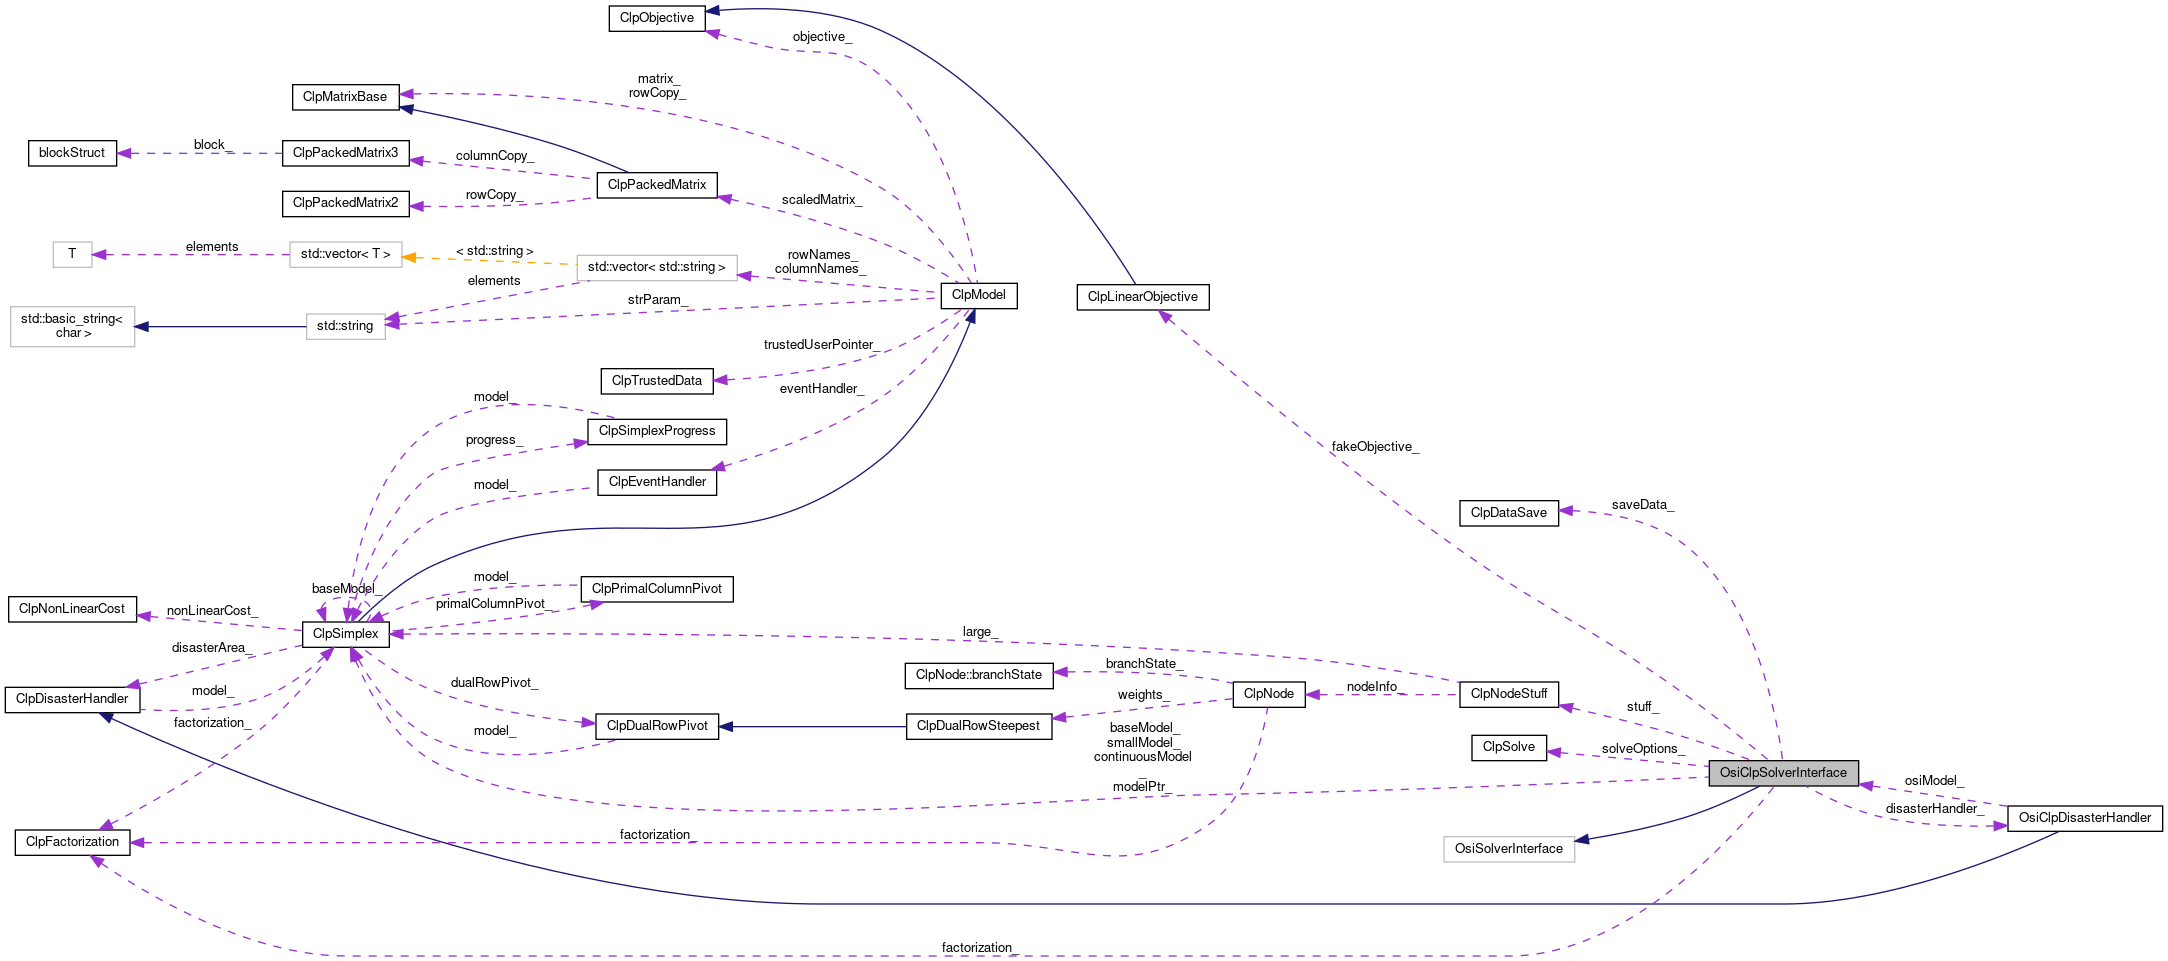 ClpObjective
objective_
matrix_
rowCopy_
ClpMatrixBase
block_
blockStruct
ClpPackedMatrix3
columnCopy_
ClpPackedMatrix
rowCopy_
ClpPackedMatrix2
scaledMatrix_
elements
T
std::vector< T >
< std::string >
std::vector< std::string >
rowNames_
columnNames_
elements
strParam_
ClpModel
ClpLinearObjective
std::basic_string<
char >
std::string
trustedUserPointer_
ClpTrustedData
eventHandler_
model_
ClpSimplexProgress
progress_
fakeObjective_
model_
ClpEventHandler
saveData_
ClpDataSave
baseModel_
model_
ClpPrimalColumnPivot
primalColumnPivot_
ClpNonLinearCost
nonLinearCost_
ClpSimplex
large_
disasterArea_
branchState_
ClpNode::branchState
dualRowPivot_
model_
ClpDisasterHandler
nodeInfo_
ClpNode
ClpNodeStuff
weights_
stuff_
factorization_
model_
ClpDualRowPivot
ClpDualRowSteepest
baseModel_
smallModel_
continuousModel
_
modelPtr_
ClpSolve
solveOptions_
OsiClpSolverInterface
osiModel_
disasterHandler_
OsiClpDisasterHandler
ClpFactorization
factorization_
OsiSolverInterface
factorization_